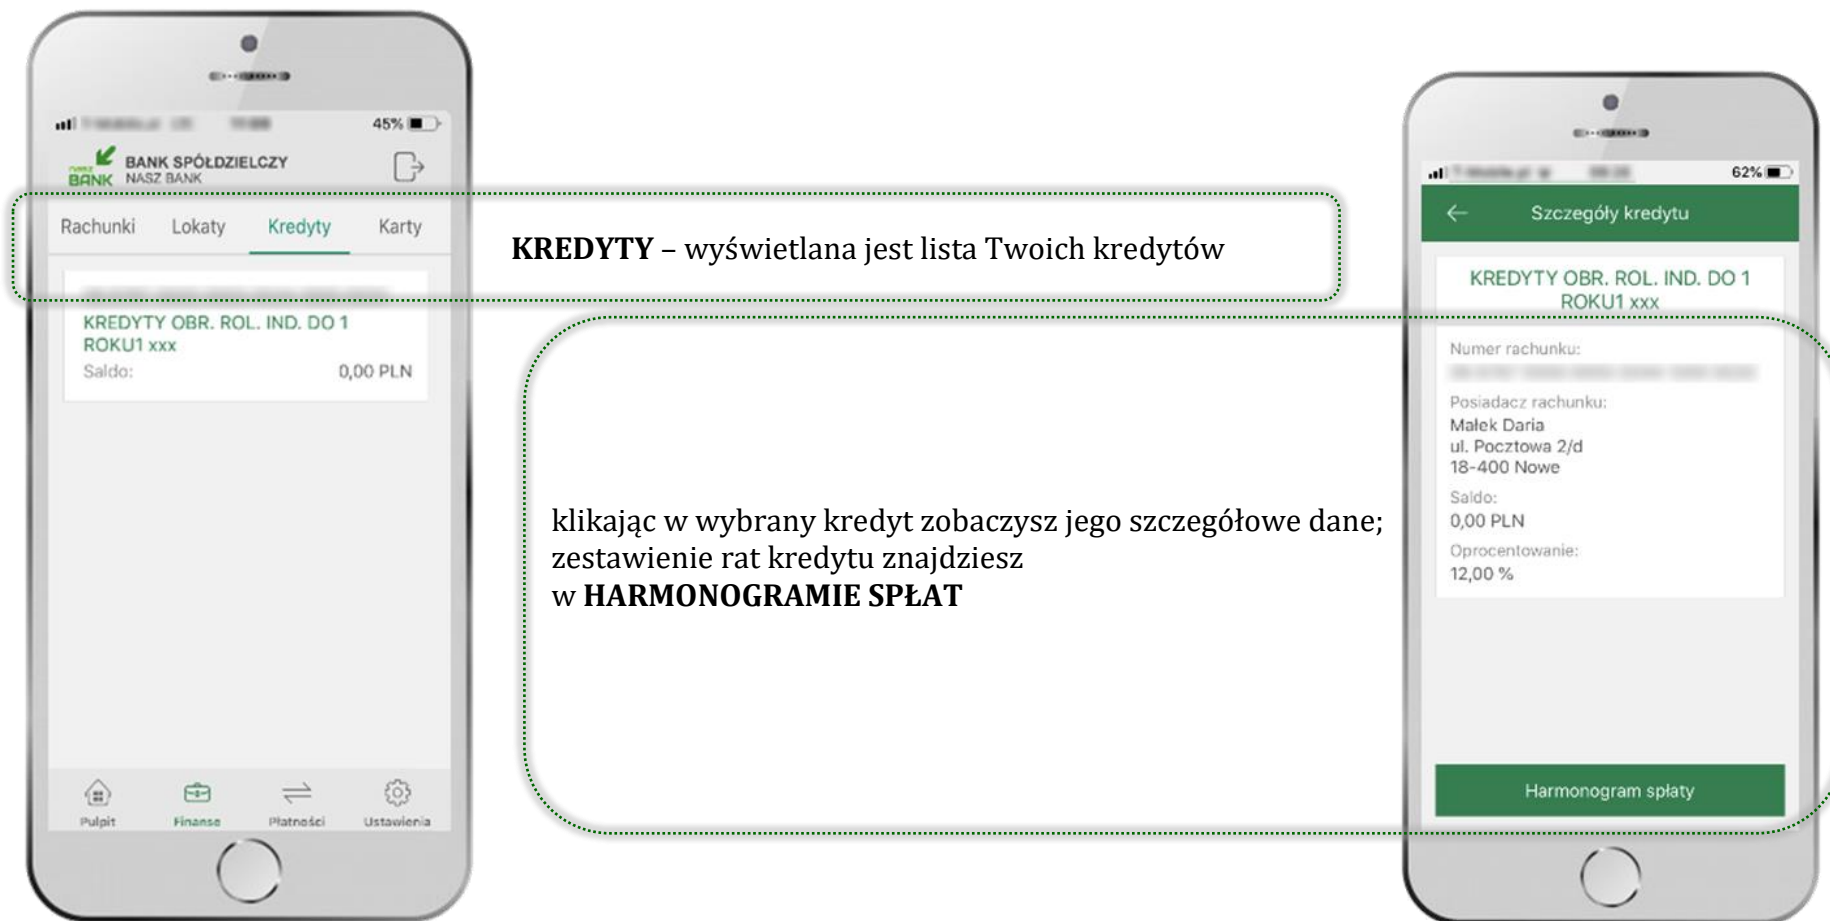 45%
nasz
BANK
BANK SPÓŁDZIELCZY
NASZ BANK
Rachunki Lokaty Kredyty Karty
KREDYTY OBR. ROL. IND. DO 1
ROKU1 xxx
Saldo: 0,00 PLN
Pulpit Finanse Płatności Ustawienia
KREDYTY – wyświetlana jest lista Twoich kredytów
klikając w wybrany kredyt zobaczysz jego szczegółowe dane;
zestawienie rat kredytu znajdziesz
w HARMONOGRAMIE SPŁAT
62%
Szczegóły kredytu
KREDYTY OBR. ROL. IND. DO 1
ROKU1 xxx
Numer rachunku:
Posiadacz rachunku:
Małek Daria
ul. Pocztowa 2/d
18-400 Nowe
Saldo:
0,00 PLN
Oprocentowanie:
12,00 %
Harmonogram spłaty